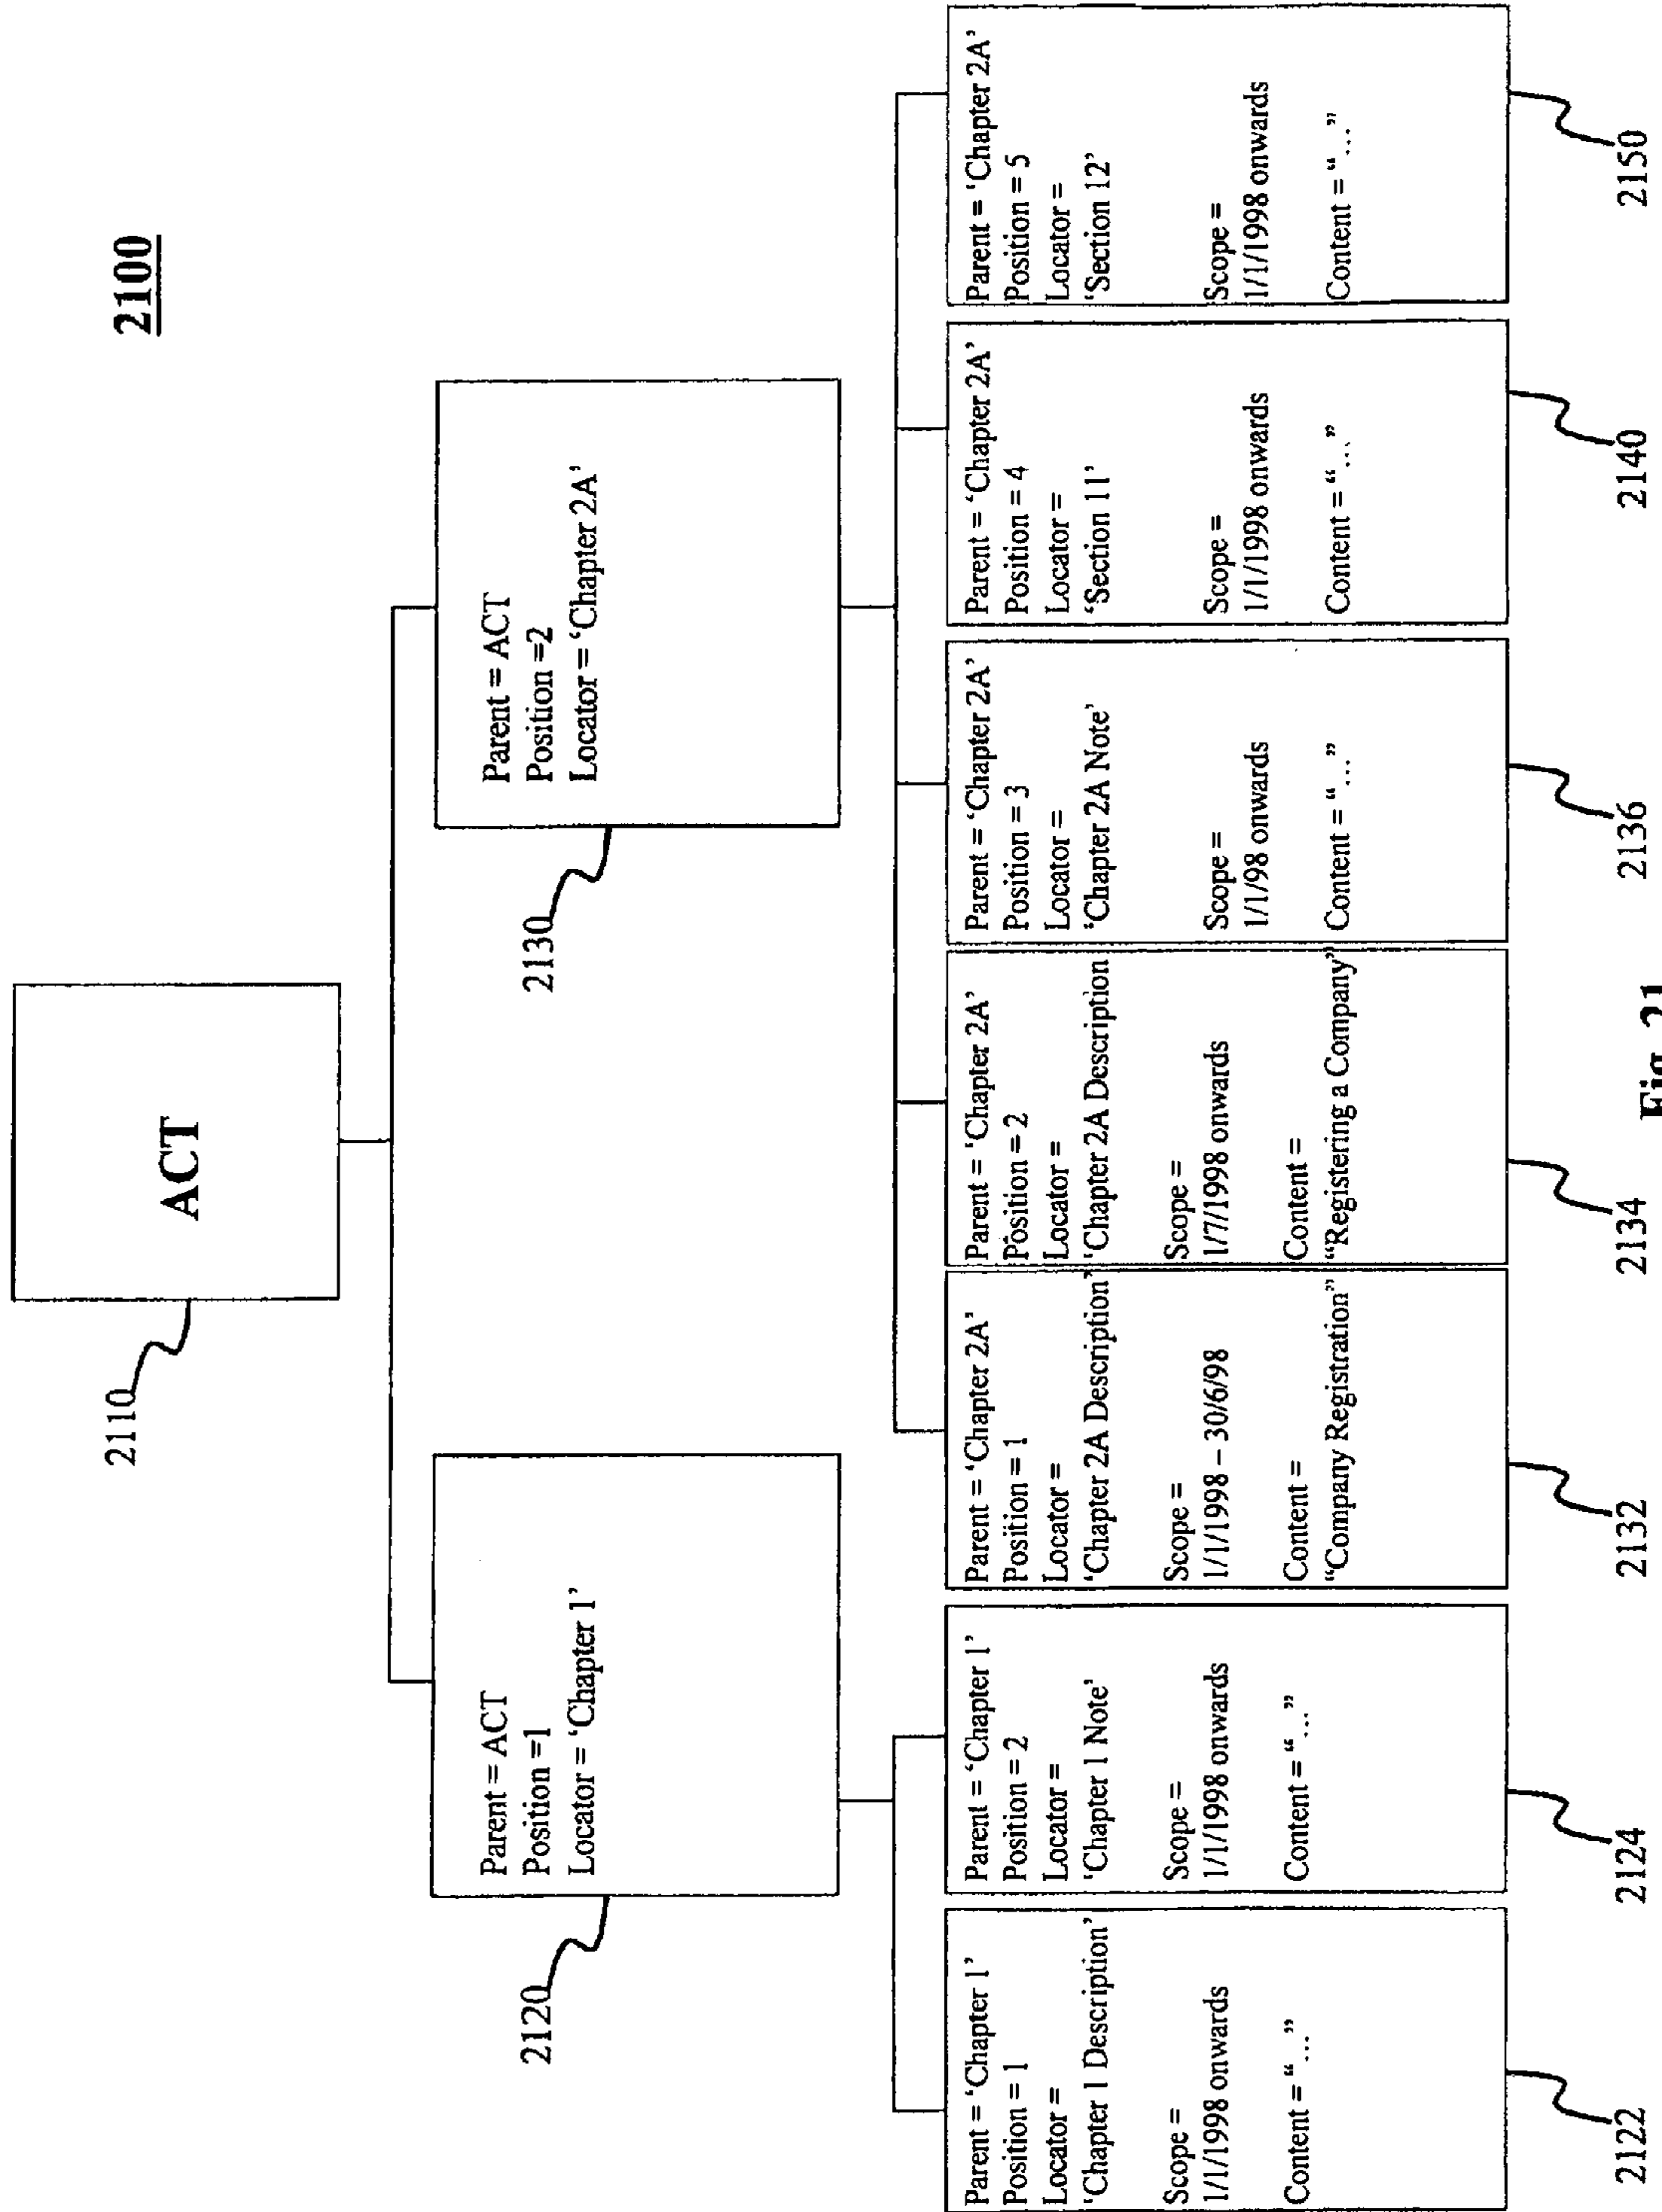 2100
ACT
2110
Parent = ACT
Position =1
Locator = ‘Chapter 1’
2120
Parent = ACT
Position =2
Locator = ‘Chapter 2A’
2130
Parent = ‘Chapter 1’
Position = 1
Locator =
‘Chapter 1 Description’
Scope =
1/1/1998 onwards
Content = “...”
2122
Parent = ‘Chapter 1’
Position = 2
Locator =
‘Chapter 1 Note’
Scope =
1/1/1998 onwards
Content = “...”
2124
Parent = ‘Chapter 2A’
Position = 1
Locator =
‘Chapter 2A Description’
Scope =
1/1/1998 – 30/6/98
Content =
“Company Registration”
2132
Parent = ‘Chapter 2A’
Position = 2
Locator =
‘Chapter 2A Description
Scope =
1/7/1998 onwards
Content =
“Registering a Company”
2134
Parent = ‘Chapter 2A’
Position = 3
Locator =
‘Chapter 2A Note’
Scope =
1/1/98 onwards
Content = “...”
2136
Parent = ‘Chapter 2A’
Position = 4
Locator =
‘Section 11’
Scope =
1/1/1998 onwards
Content = “...”
2140
Parent = ‘Chapter 2A’
Position = 5
Locator =
‘Section 12’
Scope =
1/1/1998 onwards
Content = “...”
2150
Fig. 21